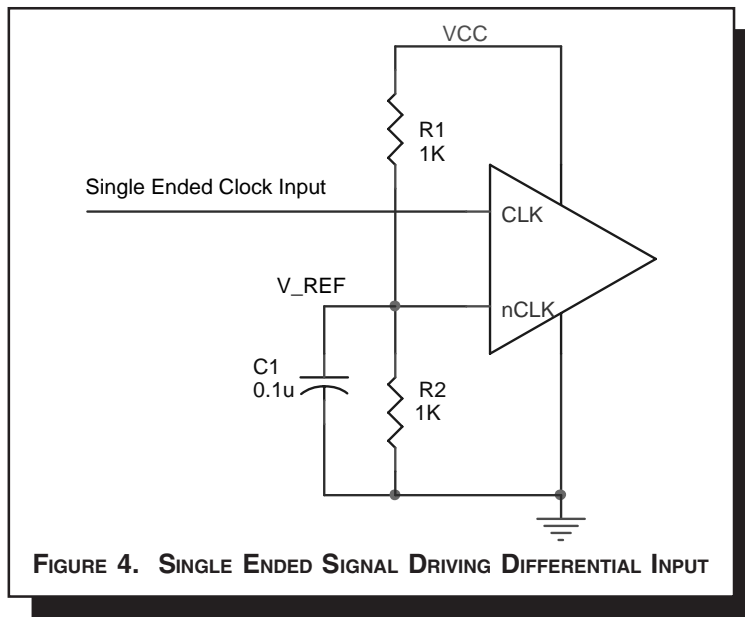 VCC
R1
1K
Single Ended Clock Input
CLK
V_REF
nCLK
C1
0.1u
R2
1K
FIGURE 4. SINGLE ENDED SIGNAL DRIVING DIFFERENTIAL INPUT